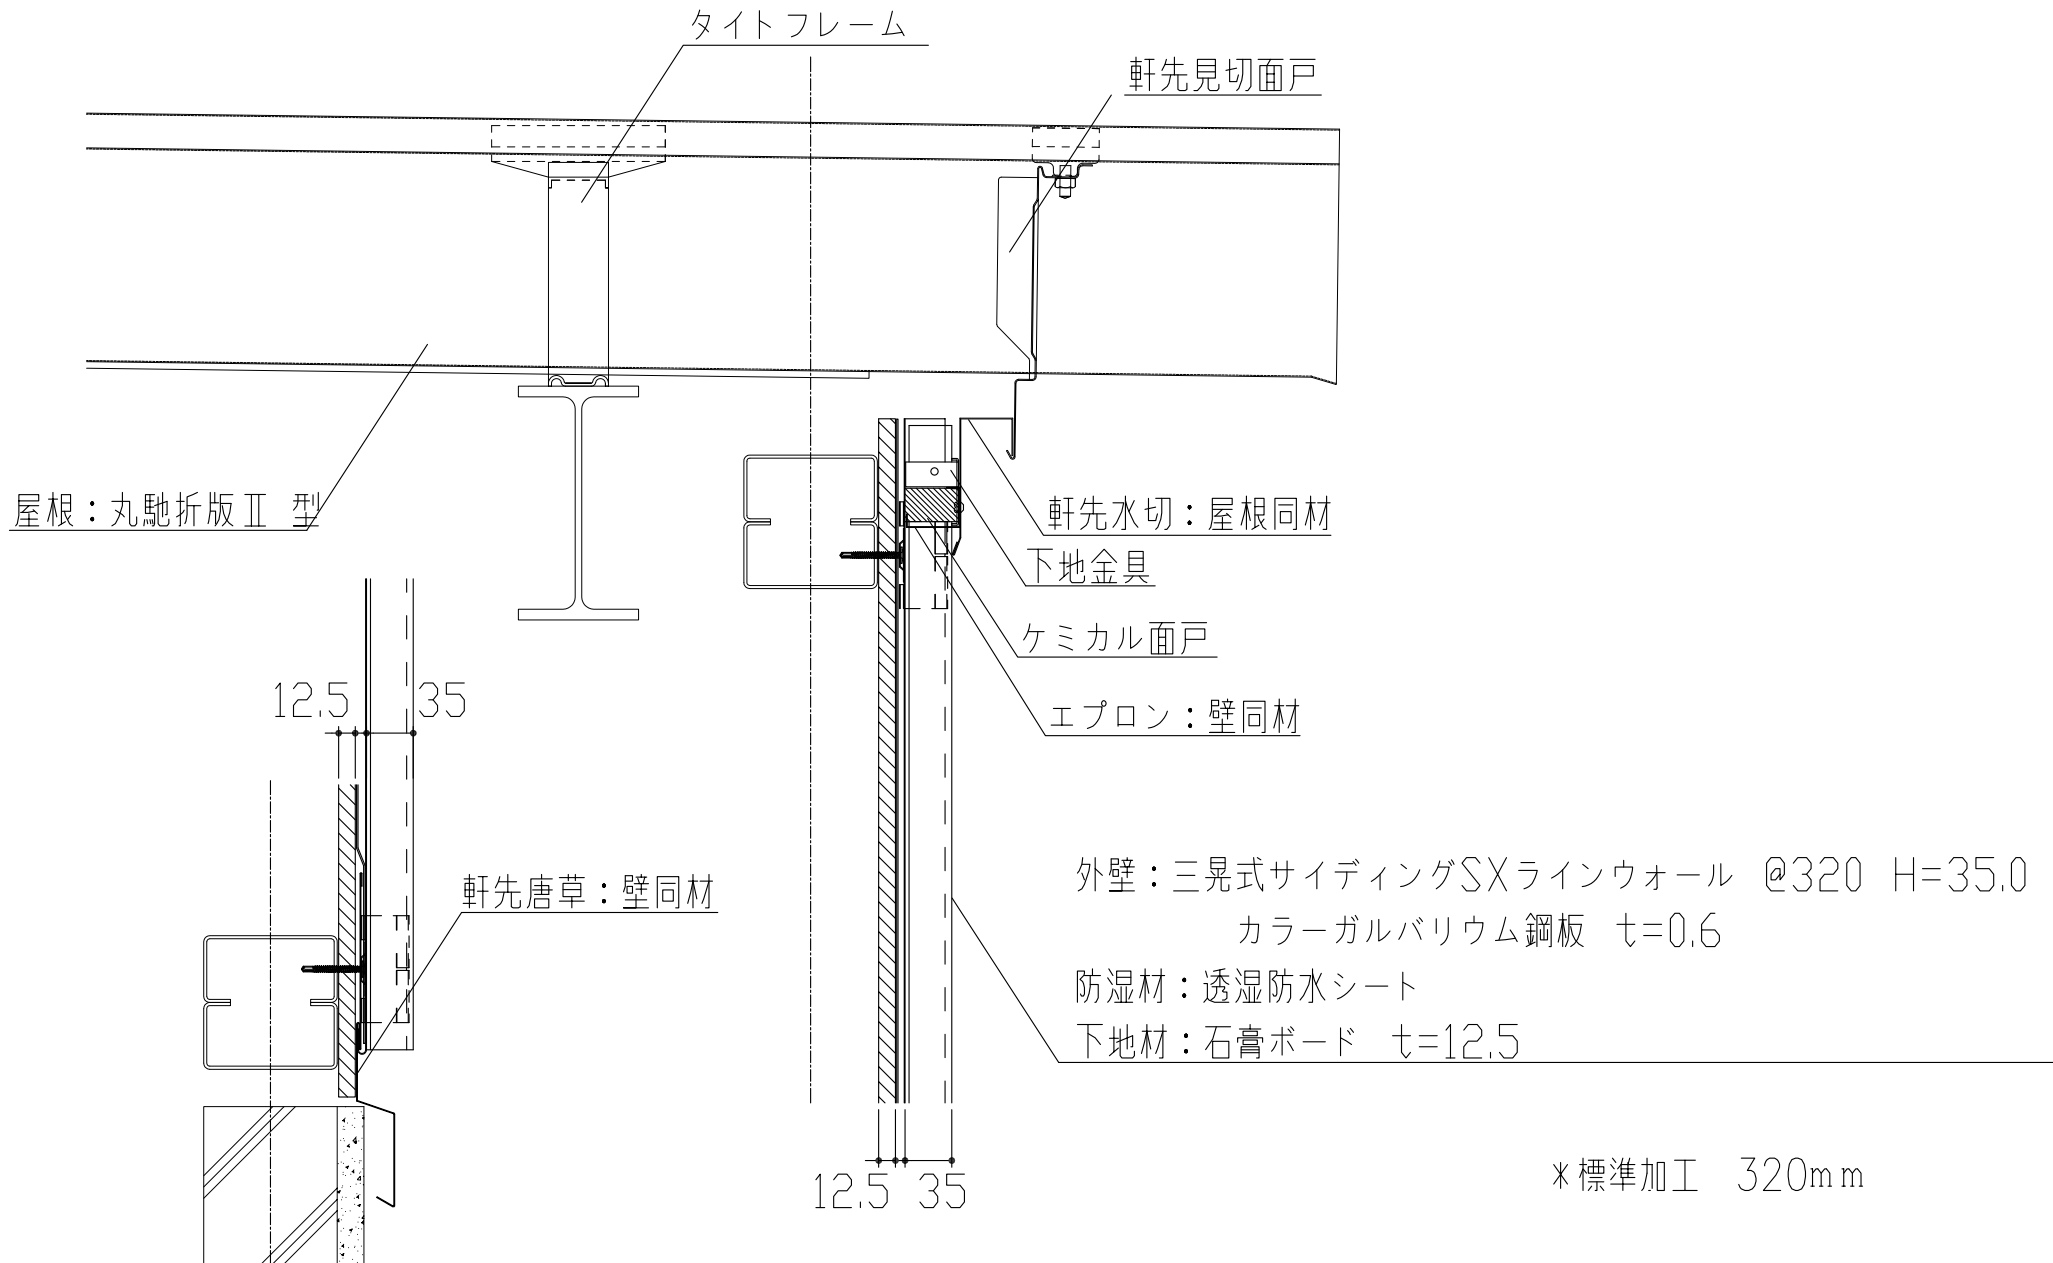 タイトフレーム
軒先見切面戸
屋根：丸馳折版Ⅱ 型
軒先水切：屋根同材
下地金具
ケミカル面戸
12.5 35
エプロン：壁同材
軒先唐草：壁同材
外壁：三晃式サイディングSXラインウォール @320 H=35.0
カラーガルバリウム鋼板 t=0.6
防湿材：透湿防水シート
下地材：石膏ボード t=12.5
12.5 35
*標準加工 320mm